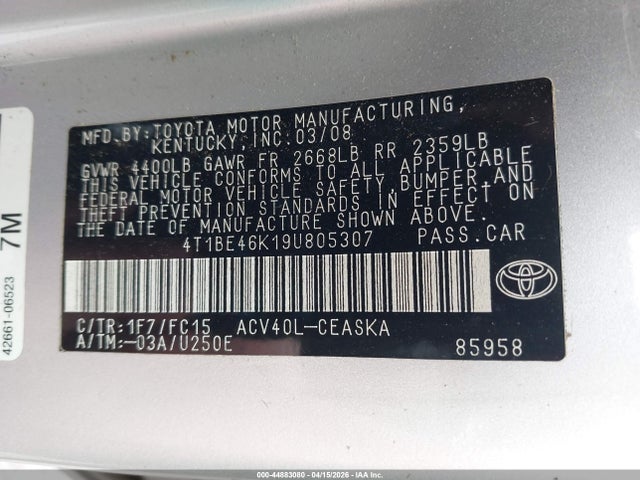 MFD.BY:TOYOTA MOTOR MANUFACTURING,
KENTUCKY,INC.03/08
GVWR 4400LB GAWR FR 2668LB RR 2359LB
THIS VEHICLE CONFORMS TO ALL APPLICABLE
FEDERAL MOTOR VEHICLE SAFETY,BUMPER,AND
THEFT PREVENTION STANDARDS IN EFFECT ON
THE DATE OF MANUFACTURE SHOWN ABOVE.
4T1BE46K19U805307 PASS.CAR
C/TR:1F7/FC15 ACV40L-CEASKA
A/TM:-03A/U250E 85958
7M
42661-06523
000-44883080 - 04/15/2026 - IAA Inc.